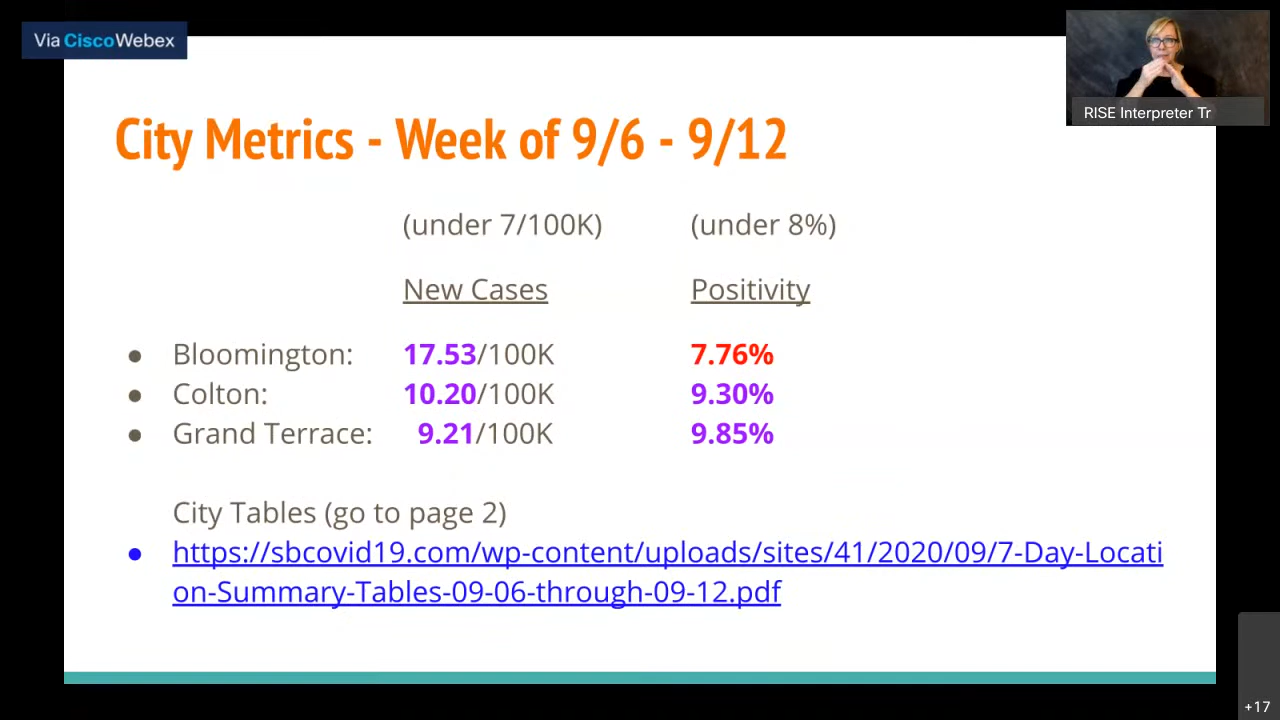 Via Cisco Webex
RISE Interpreter Tr
City Metrics - Week of 9/6 - 9/12
(under 7/100K) (under 8%)
New Cases Positivity
● Bloomington: 17.53/100K 7.76%
● Colton: 10.20/100K 9.30%
● Grand Terrace: 9.21/100K 9.85%
City Tables (go to page 2)
● https://sbcovid19.com/wp-content/uploads/sites/41/2020/09/7-Day-Locati
on-Summary-Tables-09-06-through-09-12.pdf
+17